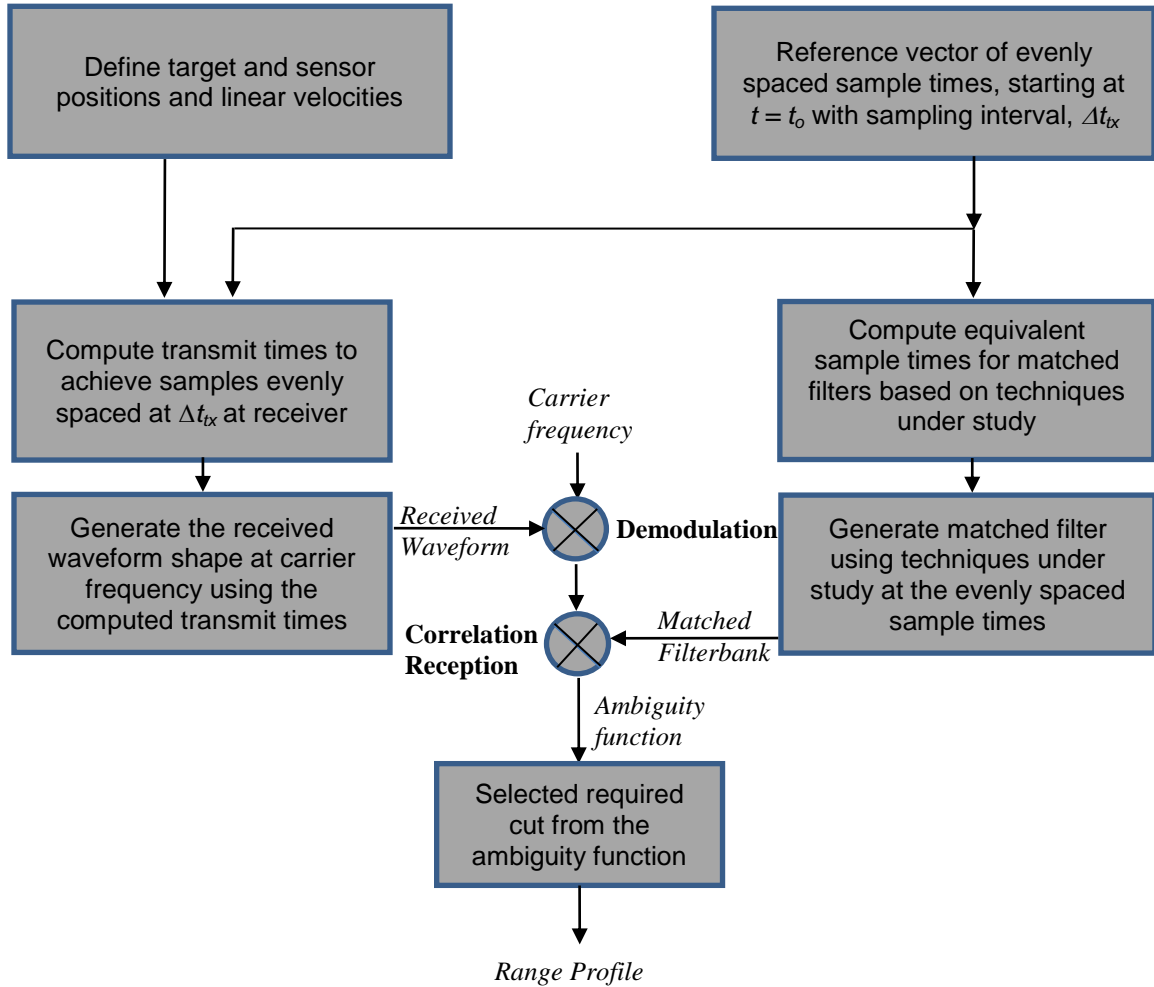 Define target and sensor
positions and linear velocities
Reference vector of evenly
spaced sample times, starting at
t = to with sampling interval, Δttx
Compute transmit times to
achieve samples evenly
spaced at Δttx at receiver
Compute equivalent
sample times for matched
filters based on techniques
under study
Carrier
frequency
Generate the received
waveform shape at carrier
frequency using the
computed transmit times
Received
Waveform
Demodulation
Generate matched filter
using techniques under
study at the evenly spaced
sample times
Correlation
Reception
Matched
Filterbank
Ambiguity
function
Selected required
cut from the
ambiguity function
Range Profile